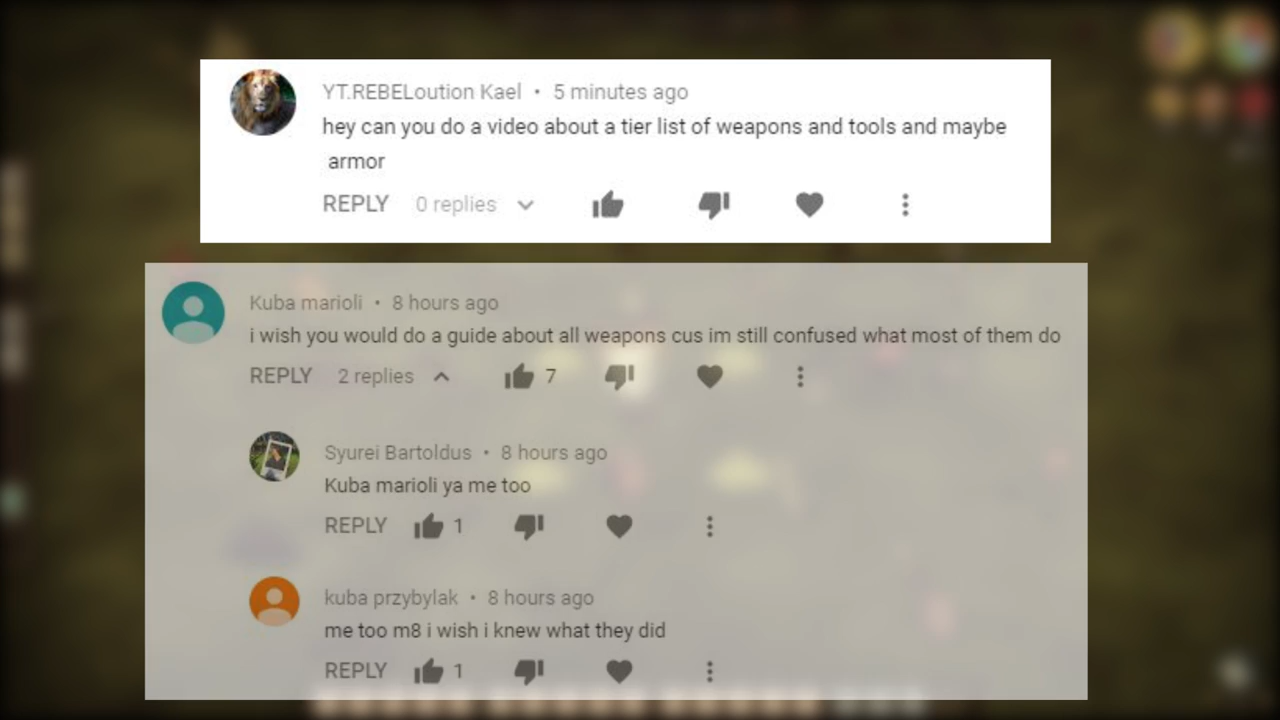 YT.REBELoution Kael • 5 minutes ago
hey can you do a video about a tier list of weapons and tools and maybe
armor
REPLY 0 replies
Kuba marioli • 8 hours ago
i wish you would do a guide about all weapons cus im still confused what most of them do
REPLY 2 replies 7
Syurei Bartoldus • 8 hours ago
Kuba marioli ya me too
REPLY 1
kuba przybylak • 8 hours ago
me too m8 i wish i knew what they did
REPLY 1